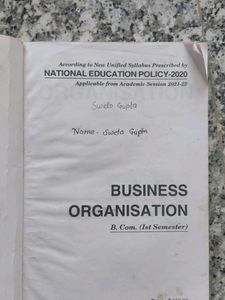 According to New Unified Syllabus Prescribed by
NATIONAL EDUCATION POLICY-2020
Applicable from Academic Session 2021-22
Sweta Gupta
Name - Sweta Gupta
BUSINESS
ORGANISATION
B. Com. (Ist Semester)